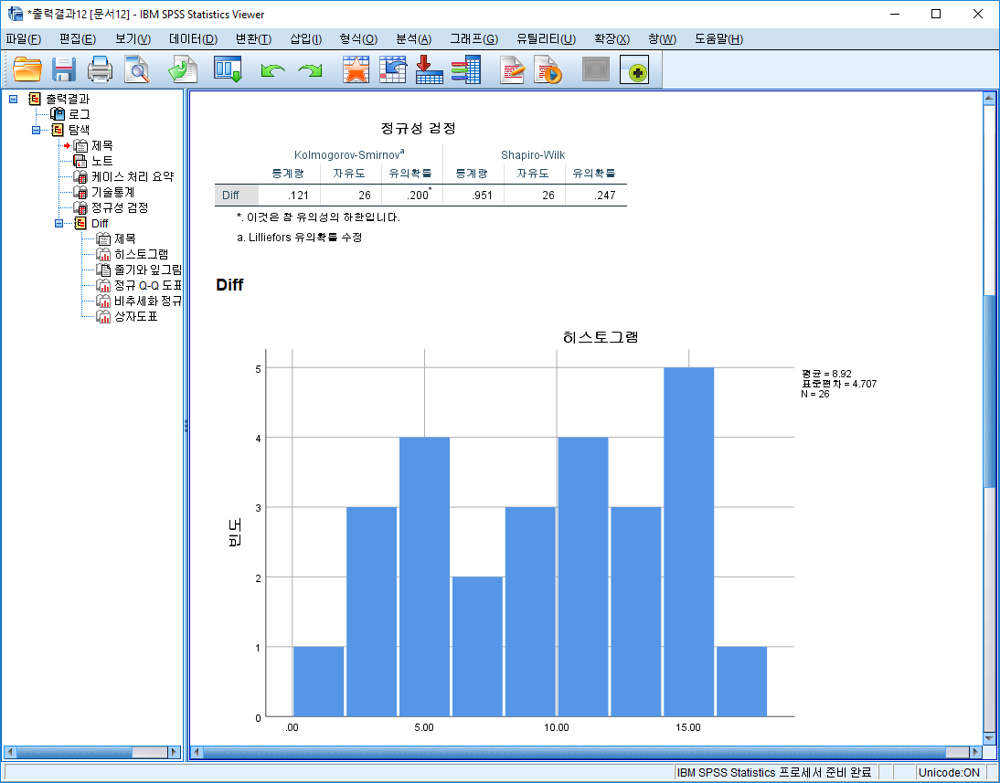 *출력결과12 [문서12] - IBM SPSS Statistics Viewer
파일(F) 편집(E) 보기(V) 데이터(D) 변환(T) 삽입(I) 형식(O) 분석(A) 그래프(G) 유틸리티(U) 확장(X) 창(W) 도움말(H)
출력결과
로그
탐색
제목
노트
케이스 처리 요약
기술통계
정규성 검정
Diff
제목
히스토그램
줄기와 잎그림
정규 Q-Q 도표
비추세화 정규
상자도표
정규성 검정
Kolmogorov-Smirnovᵃ Shapiro-Wilk
통계량 자유도 유의확률 통계량 자유도 유의확률
Diff .121 26 .200* .951 26 .247
*. 이것은 참 유의성의 하한입니다.
a. Lilliefors 유의확률 수정
Diff
히스토그램
평균 = 8.92
표준편차 = 4.707
N = 26
빈도
5
4
3
2
1
0
.00 5.00 10.00 15.00
IBM SPSS Statistics 프로세서 준비 완료 Unicode:ON